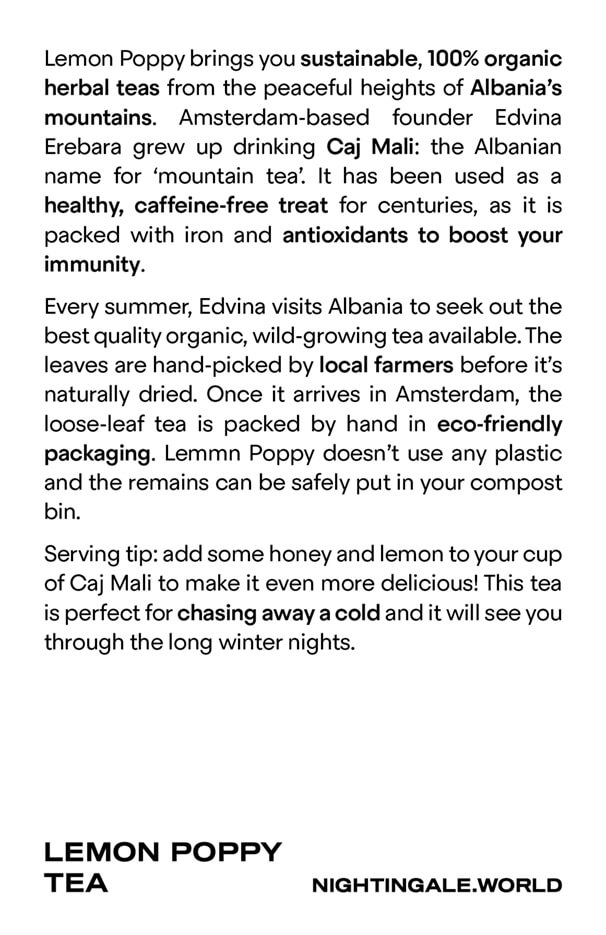 Lemon Poppy brings you sustainable, 100% organic
herbal teas from the peaceful heights of Albania’s
mountains. Amsterdam-based founder Edvina
Erebara grew up drinking Caj Mali: the Albanian
name for ‘mountain tea’. It has been used as a
healthy, caffeine-free treat for centuries, as it is
packed with iron and antioxidants to boost your
immunity.
Every summer, Edvina visits Albania to seek out the
best quality organic, wild-growing tea available. The
leaves are hand-picked by local farmers before it’s
naturally dried. Once it arrives in Amsterdam, the
loose-leaf tea is packed by hand in eco-friendly
packaging. Lemmn Poppy doesn’t use any plastic
and the remains can be safely put in your compost
bin.
Serving tip: add some honey and lemon to your cup
of Caj Mali to make it even more delicious! This tea
is perfect for chasing away a cold and it will see you
through the long winter nights.
LEMON POPPY
TEA
NIGHTINGALE.WORLD